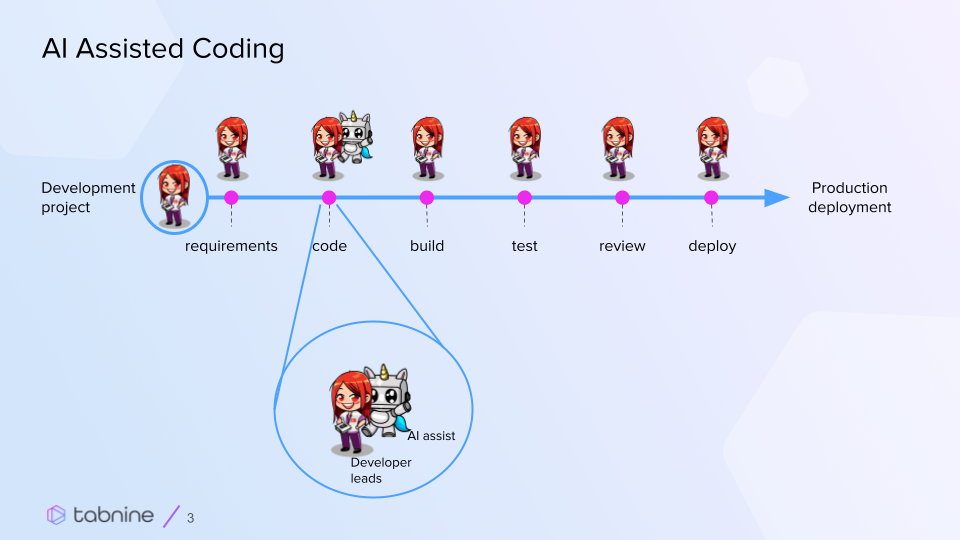 AI Assisted Coding
Development
project
Production
deployment
requirements
code
build
test
review
deploy
AI assist
Developer
leads
tabnine
3